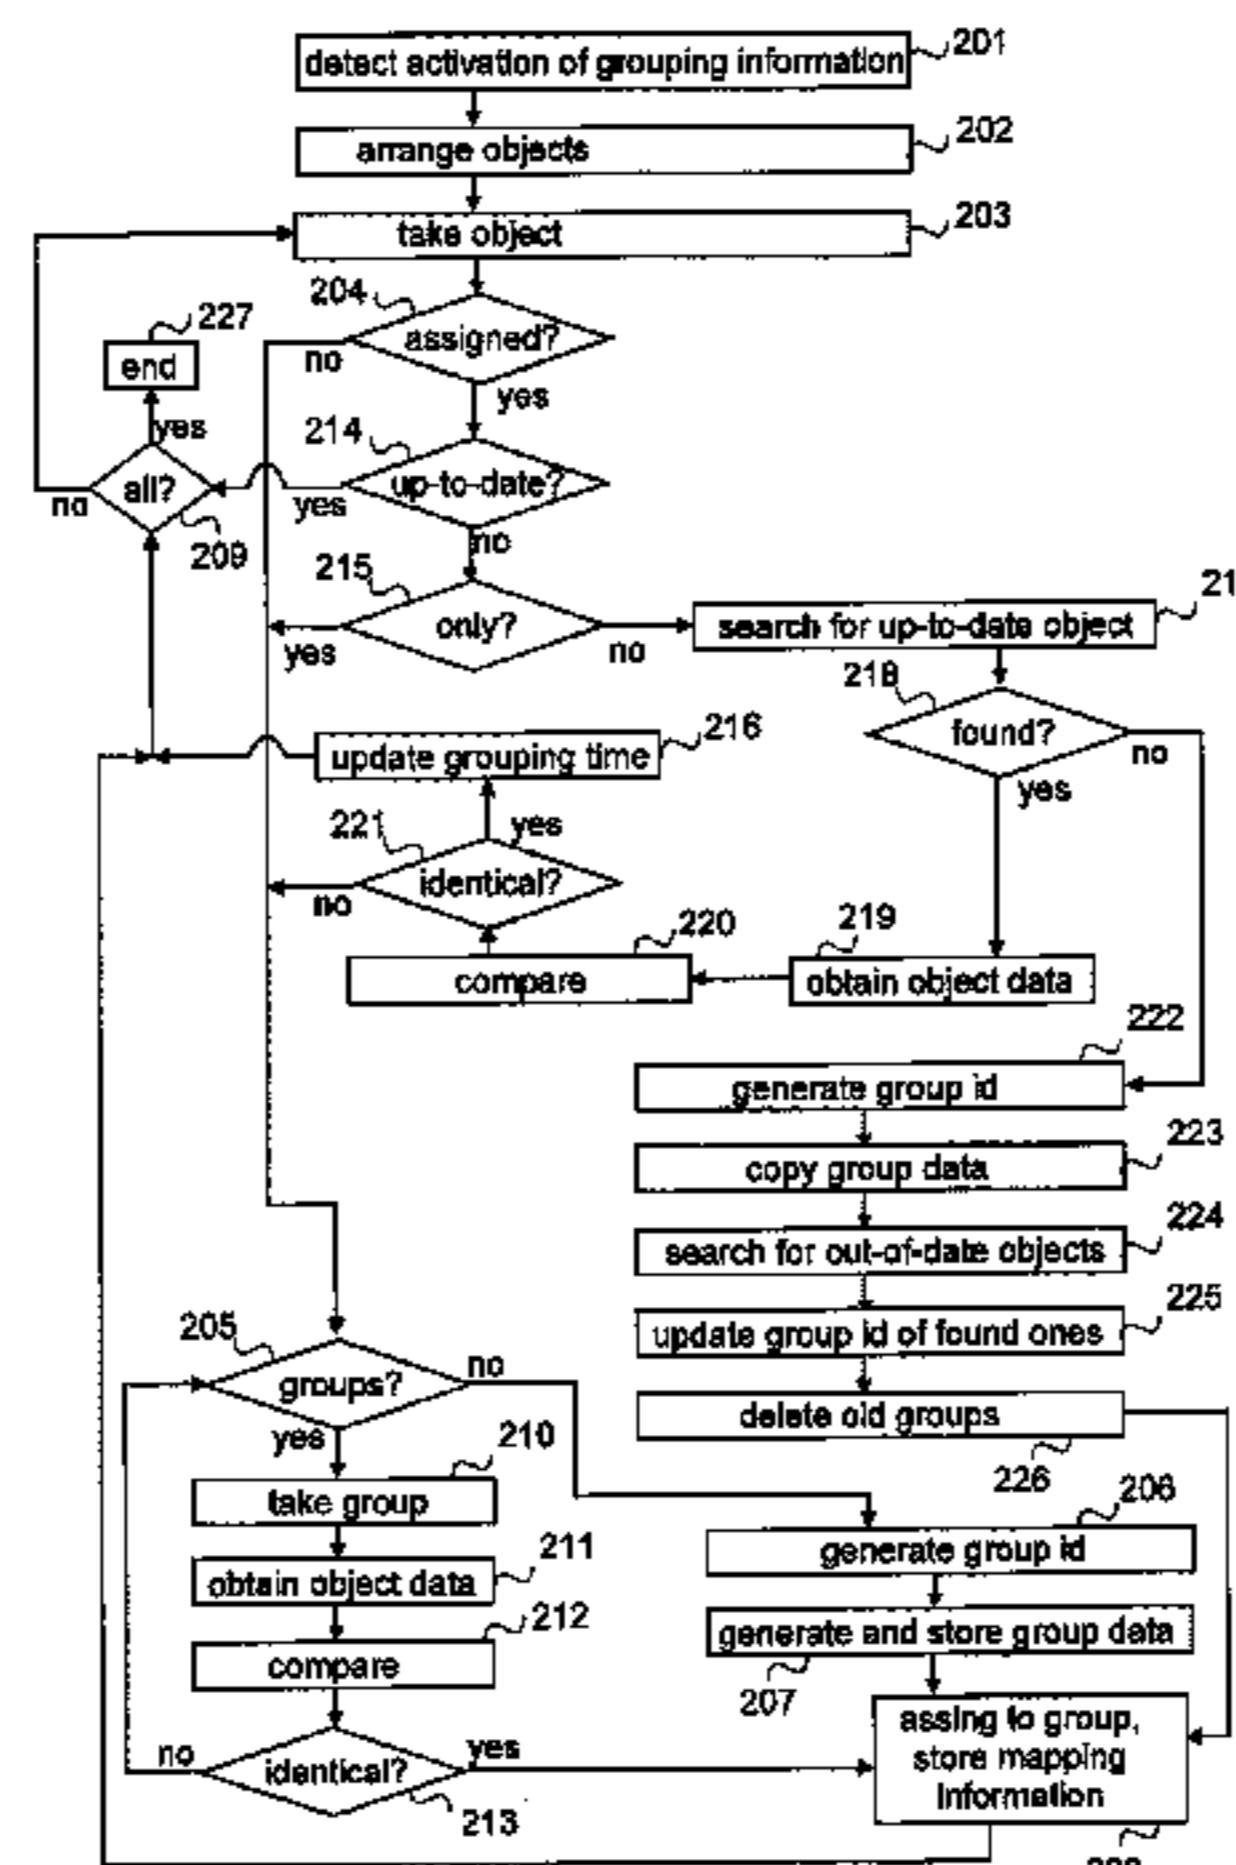 detect activation of grouping information
201
arrange objects
202
take object
203
204
assigned?
no
yes
227
end
yes
214
up-to-date?
yes
no
all?
no
209
215
only?
yes
no
search for up-to-date object
21
218
found?
no
yes
update grouping time
216
221
yes
identical?
no
220
compare
219
obtain object data
222
generate group id
223
copy group data
224
search for out-of-date objects
225
update group id of found ones
delete old groups
226
205
groups?
no
yes
210
take group
211
obtain object data
212
compare
no
identical?
yes
213
206
generate group id
generate and store group data
207
assing to group,
store mapping
information